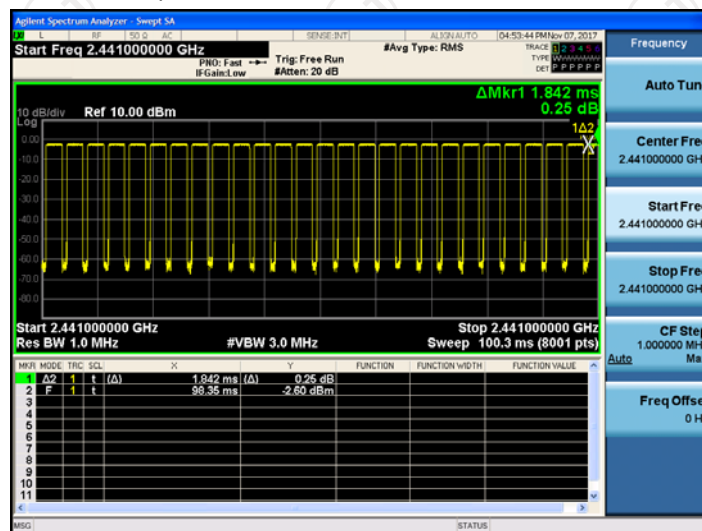 Agilent Spectrum Analyzer - Swept SA
L RF 50 Ω AC SENSE:INT ALIGN AUTO 04:53:44 PM Nov 07, 2017
Start Freq 2.441000000 GHz
PNO: Fast
IFGain:Low
Trig: Free Run
#Atten: 20 dB
#Avg Type: RMS
TRACE 1 2 3 4 5 6
TYPE W
DET P P P P P P
ΔMkr1 1.842 ms
0.25 dB
10 dB/div Ref 10.00 dBm
Log
1Δ2
0.00
-10.0
-20.0
-30.0
-40.0
-50.0
-60.0
-70.0
-80.0
Start 2.441000000 GHz Stop 2.441000000 GHz
Res BW 1.0 MHz #VBW 3.0 MHz Sweep 100.3 ms (8001 pts)
MKR MODE TRC SCL X Y FUNCTION FUNCTION WIDTH FUNCTION VALUE
1 Δ2 1 t (Δ) 1.842 ms (Δ) 0.25 dB
2 F 1 t 98.35 ms -2.60 dBm
3
4
5
6
7
8
9
10
11
MSG STATUS
Frequency
Auto Tun
Center Fre
2.441000000 GH
Start Fre
2.441000000 GH
Stop Fre
2.441000000 GH
CF Ste
1.000000 MH
Auto Ma
Freq Offse
0 H